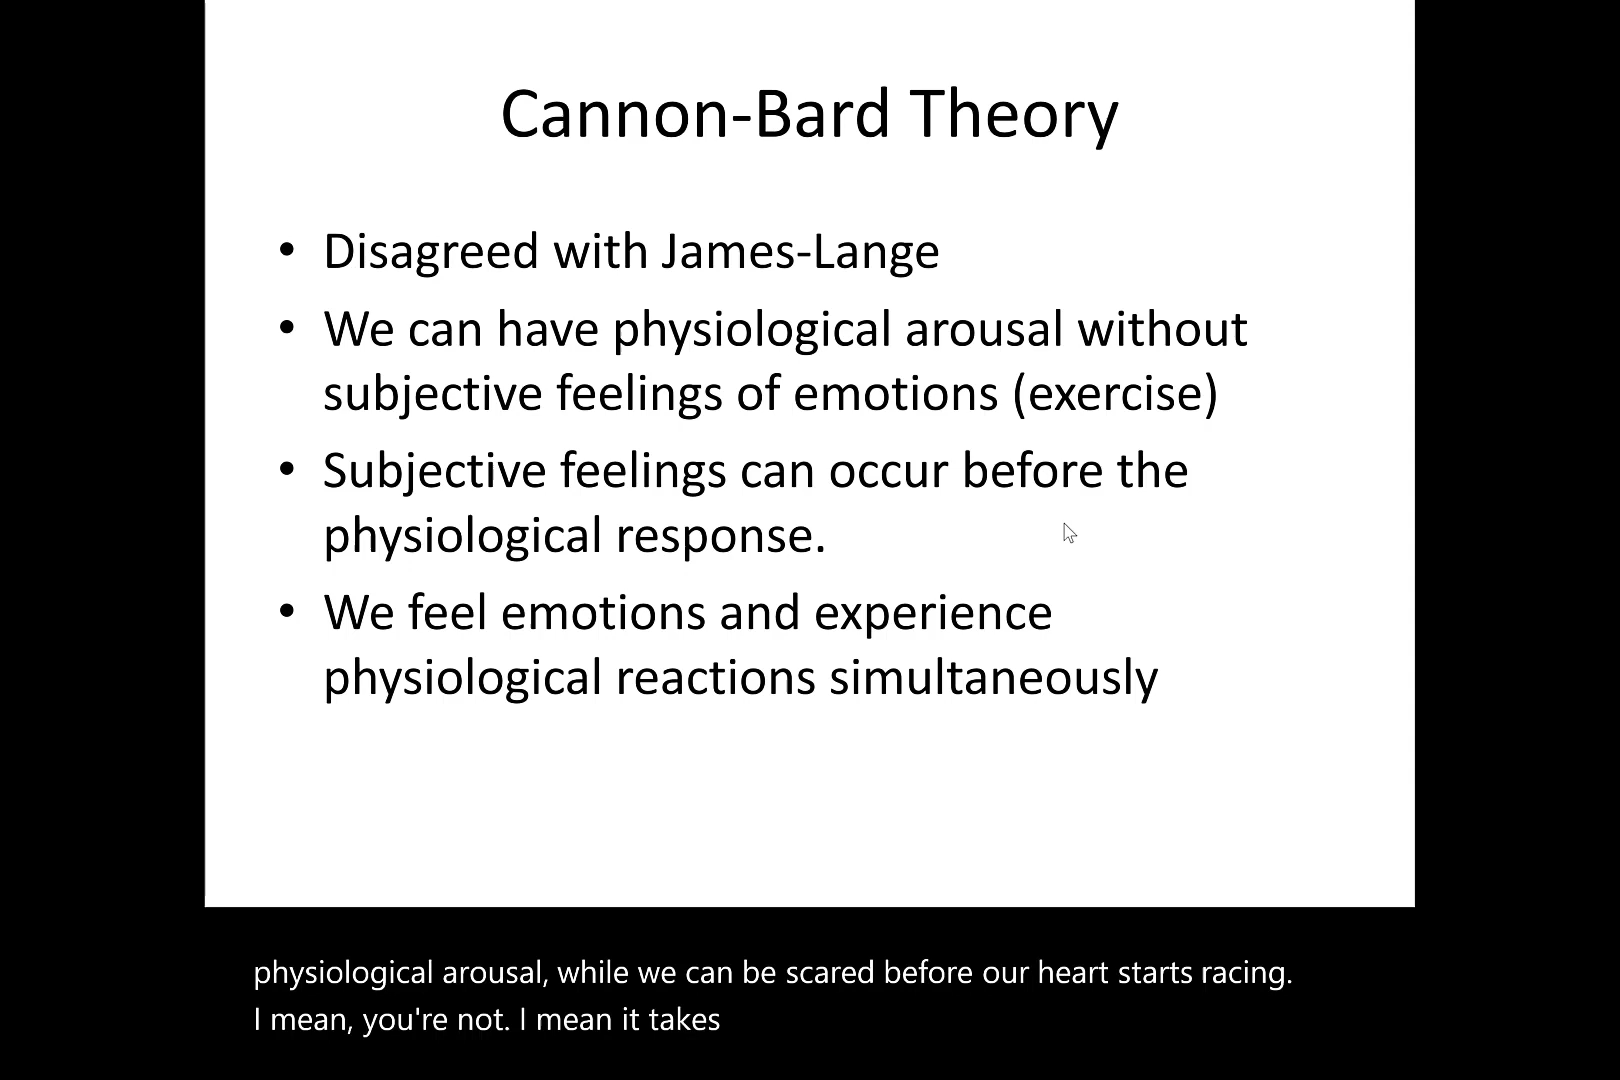 Cannon-Bard Theory
• Disagreed with James-Lange
• We can have physiological arousal without
subjective feelings of emotions (exercise)
• Subjective feelings can occur before the
physiological response.
• We feel emotions and experience
physiological reactions simultaneously
physiological arousal, while we can be scared before our heart starts racing.
I mean, you're not. I mean it takes